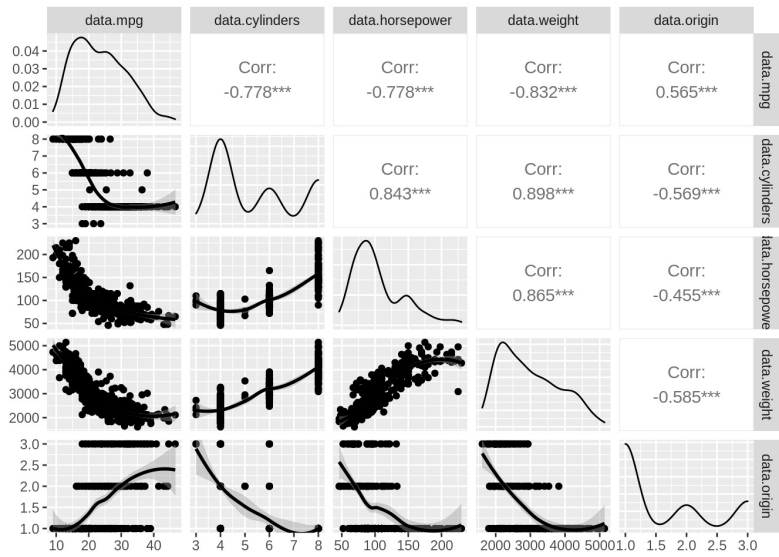 data.mpg data.cylinders data.horsepower data.weight data.origin
0.04
0.03
0.02
0.01
0.00
Corr:
-0.778***
Corr:
-0.778***
Corr:
-0.832***
Corr:
0.565***
data.mpg
8
7
6
5
4
3
Corr:
0.843***
Corr:
0.898***
Corr:
-0.569***
data.cylinders
200
150
100
50
Corr:
0.865***
Corr:
-0.455***
data.horsepowe
5000
4000
3000
2000
Corr:
-0.585***
data.weight
3.0
2.5
2.0
1.5
1.0
data.origin
10 20 30 40 3 4 5 6 7 8 50 100 150 200 2000 3000 4000 5000 1.0 1.5 2.0 2.5 3.0